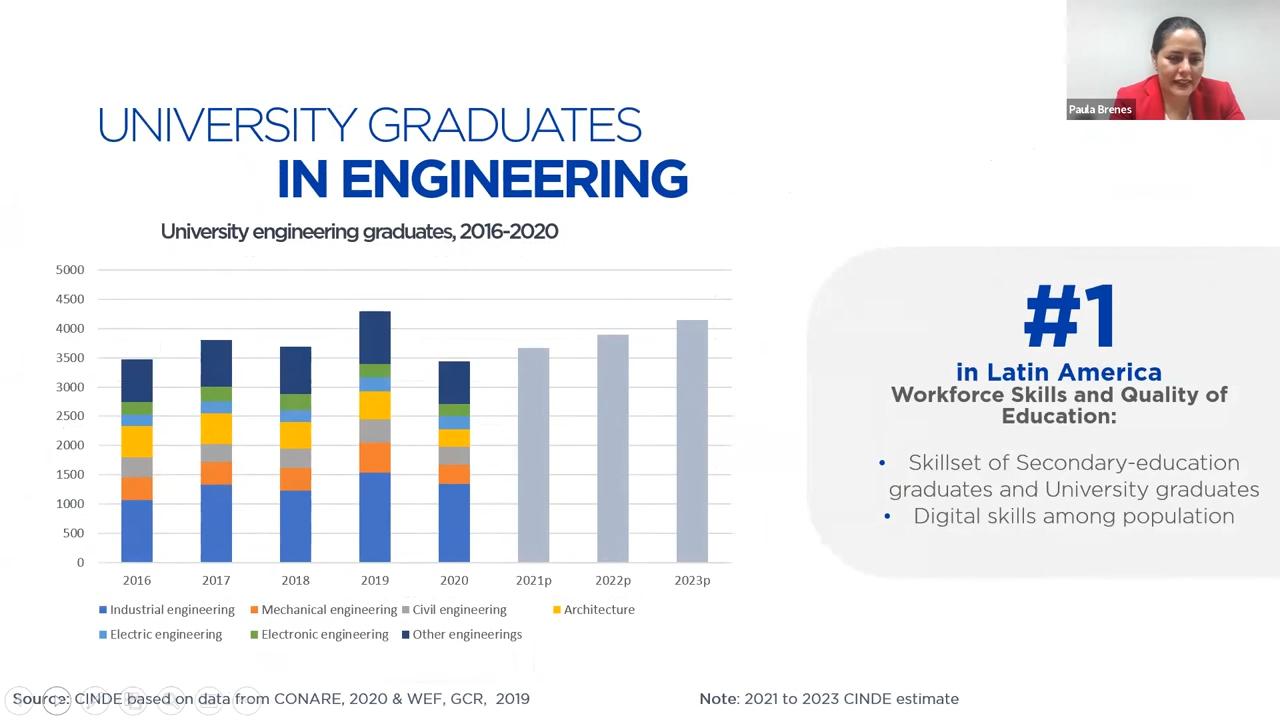 Paula Brenes
UNIVERSITY GRADUATES
IN ENGINEERING
University engineering graduates, 2016-2020
5000
4500
4000
3500
3000
2500
2000
1500
1000
500
0
2016 2017 2018 2019 2020 2021p 2022p 2023p
Industrial engineering Mechanical engineering Civil engineering Architecture
Electric engineering Electronic engineering Other engineerings
#1
in Latin America
Workforce Skills and Quality of
Education:
• Skillset of Secondary-education
graduates and University graduates
• Digital skills among population
Source: CINDE based on data from CONARE, 2020 & WEF, GCR, 2019
Note: 2021 to 2023 CINDE estimate